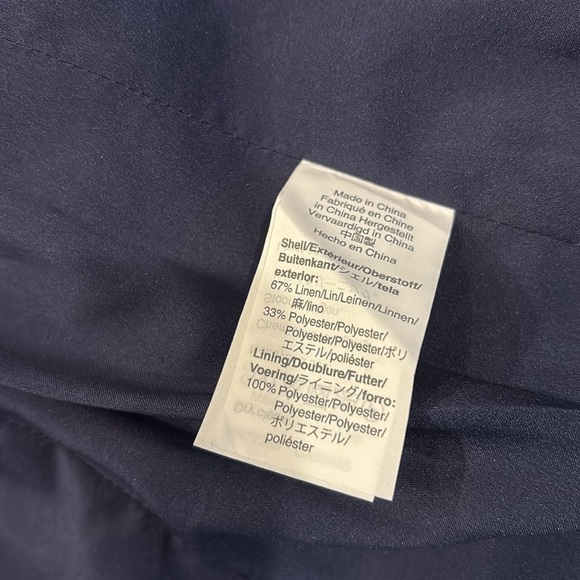 Made in China
Fabriqué en Chine
in China Hergestellt
Vervaardigd in China
中国製
Hecho en China
Shell/Extérieur/Oberstoff/
Buitenkant/シェル/tela
exterior:
67% Linen/Lin/Leinen/Linnen/
麻/lino
33% Polyester/Polyester/
Polyester/Polyester/ポリ
エステル/poliéster
Lining/Doublure/Futter/
Voering/ライニング/forro:
100% Polyester/Polyester/
Polyester/Polyester/
ポリエステル/
poliéster